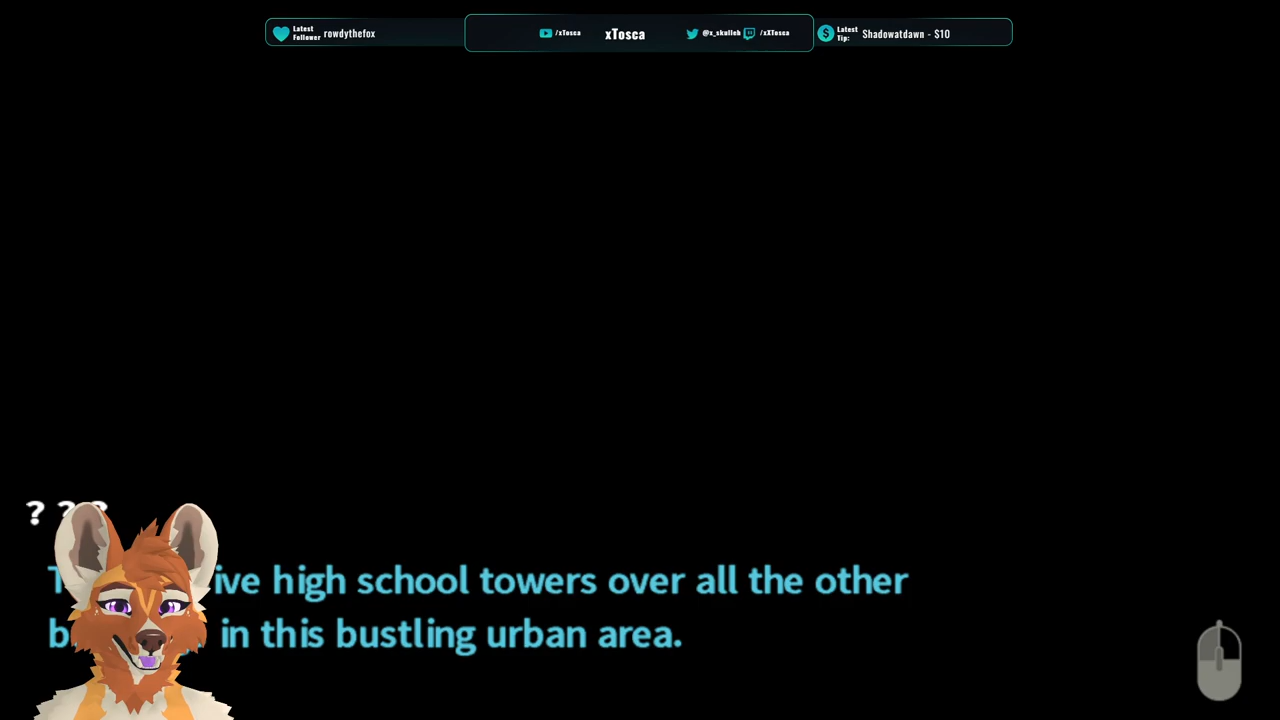 Latest
Follower
rowdythefox
/xTosca
xTosca
@x_skulleh
/xXTosca
Latest
Tip:
Shadowatdawn - $10
? ? ?
ive high school towers over all the other
in this bustling urban area.